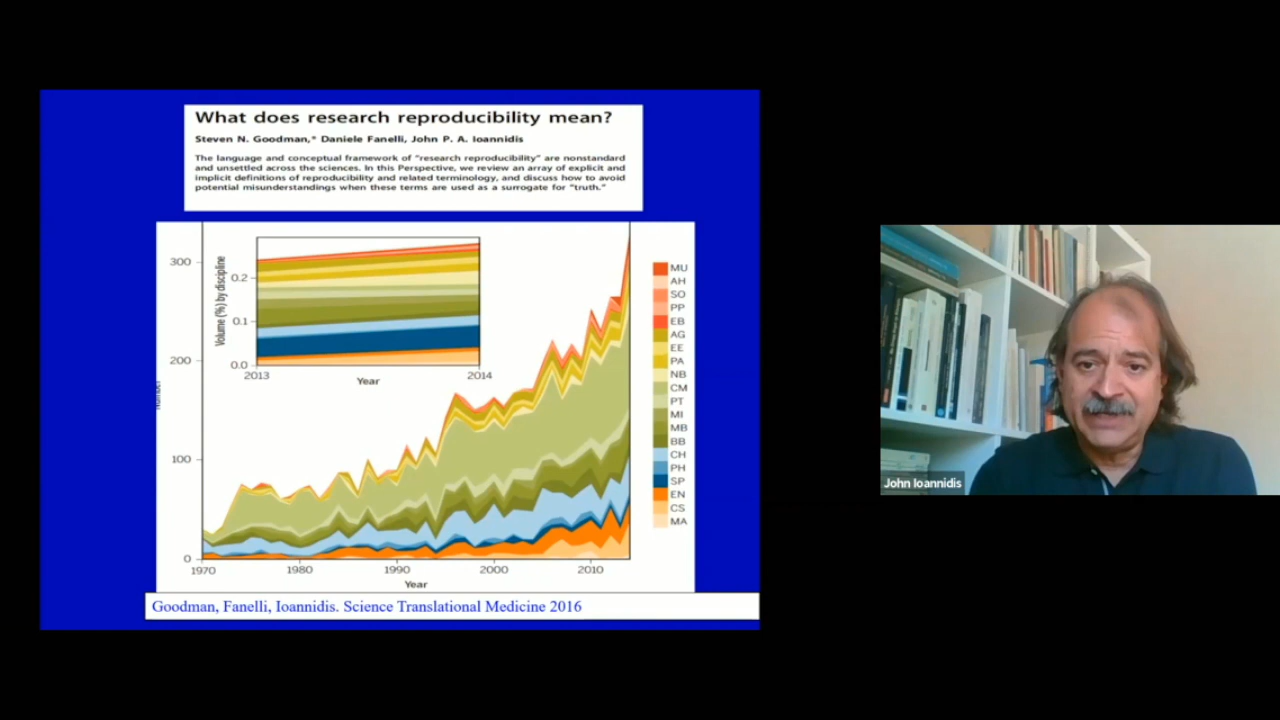 What does research reproducibility mean?
Steven N. Goodman,* Daniele Fanelli, John P. A. Ioannidis
The language and conceptual framework of "research reproducibility" are nonstandard
and unsettled across the sciences. In this Perspective, we review an array of explicit and
implicit definitions of reproducibility and related terminology, and discuss how to avoid
potential misunderstandings when these terms are used as a surrogate for "truth."
300
200
100
0
1970
1980
1990
2000
2010
Year
Volume (%) by discipline
0.2
0.1
0.0
2013
2014
Year
MU
AH
SO
PP
EB
AG
EE
PA
NB
CM
PT
MI
MB
BB
CH
PH
SP
EN
CS
MA
Goodman, Fanelli, Ioannidis. Science Translational Medicine 2016
John Ioannidis